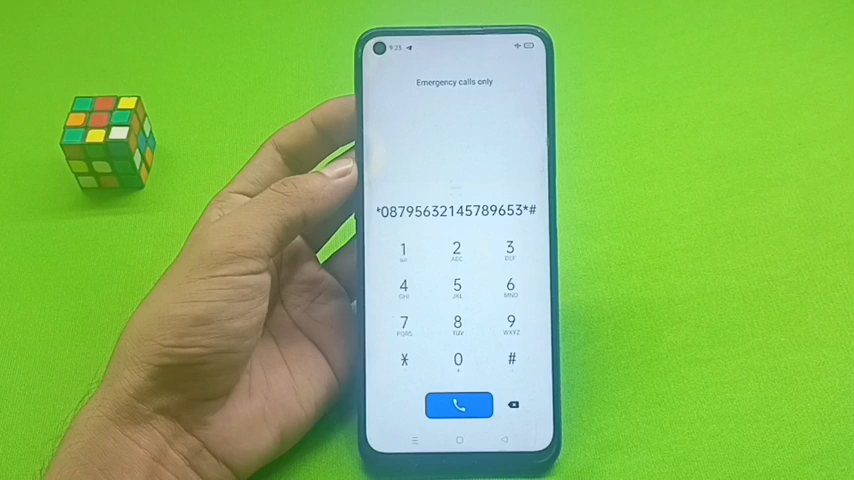 9:25
Emergency calls only
*08795632145789653*#
1
2 ABC
3 DEF
4 GHI
5 JKL
6 MNO
7 PQRS
8 TUV
9 WXYZ
* 0 #
+